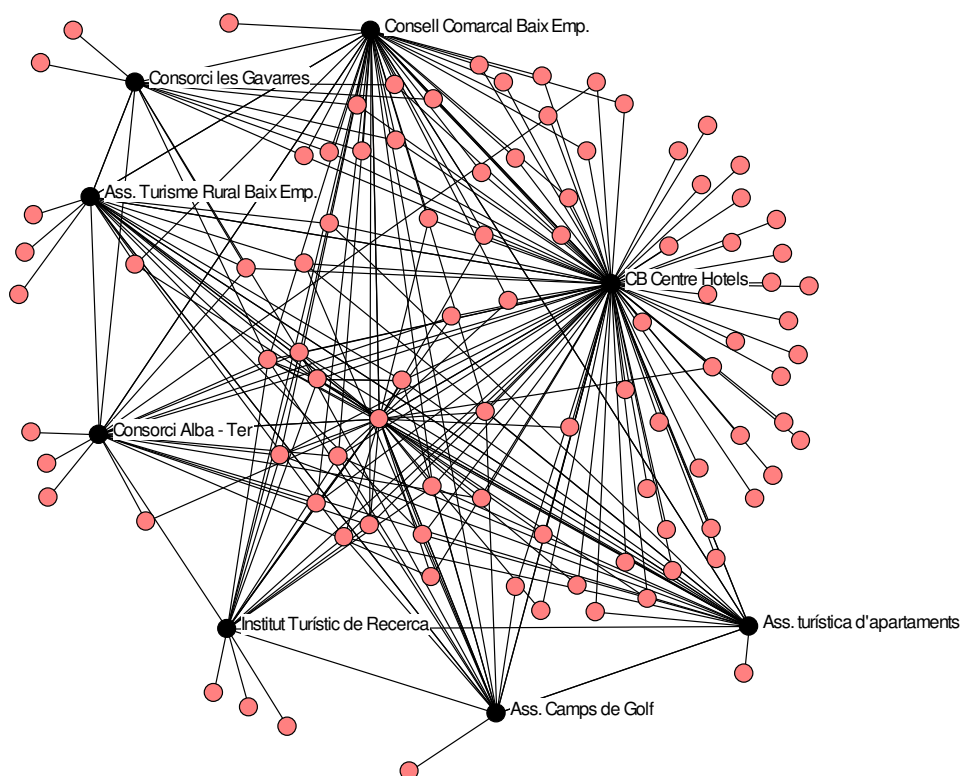 Consell Comarcal Baix Emp.
Consorci les Gavarres
Ass. Turisme Rural Baix Emp.
CB Centre Hotels
Consorci Alba - Ter
Institut Turístic de Recerca
Ass. turística d'apartaments
Ass. Camps de Golf